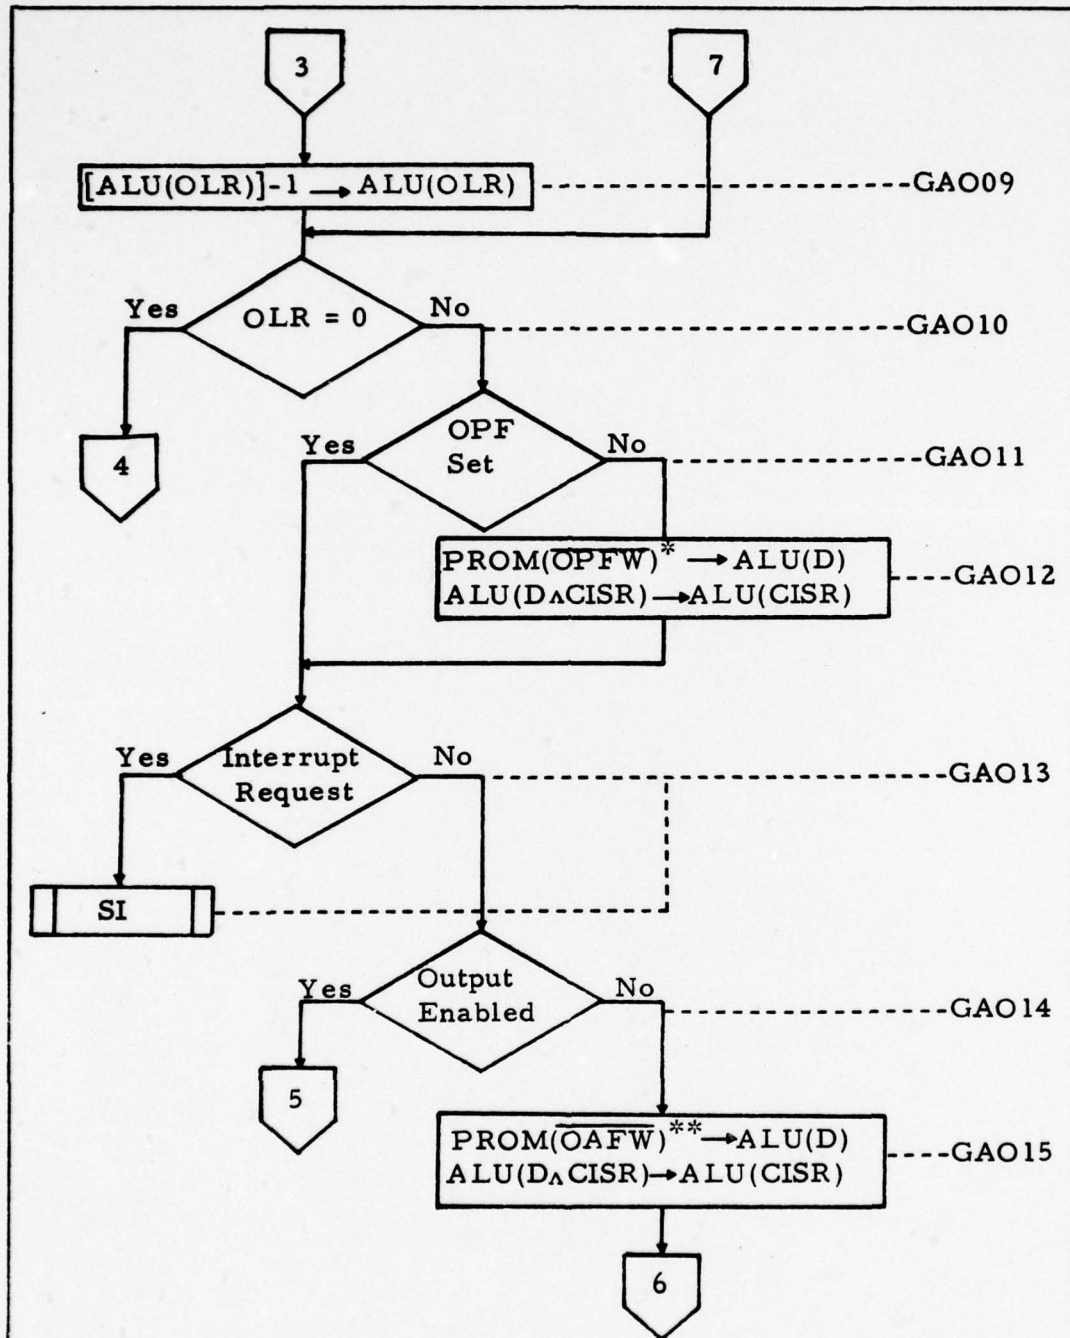 3
7
[ALU(OLR)]-1 → ALU(OLR)
GAO09
Yes
OLR = 0
No
GAO10
4
Yes
OPF
Set
No
GAO11
PROM(O̅P̅F̅W̅)* → ALU(D)
ALU(D∧CISR) → ALU(CISR)
GAO12
Yes
Interrupt
Request
No
GAO13
SI
Yes
Output
Enabled
No
GAO14
5
PROM(O̅A̅F̅W̅)** → ALU(D)
ALU(D∧CISR) → ALU(CISR)
GAO15
6